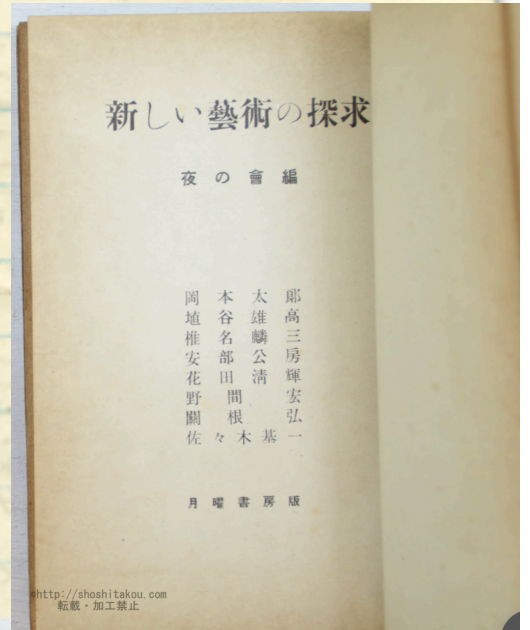 新しい藝術の探求
夜の會編
岡本太郎
埴谷雄高
椎名麟三
安部公房
花田淸輝
野間宏
關根弘
佐々木基一
月曜書房版
©http://shoshitakou.com
転載・加工禁止